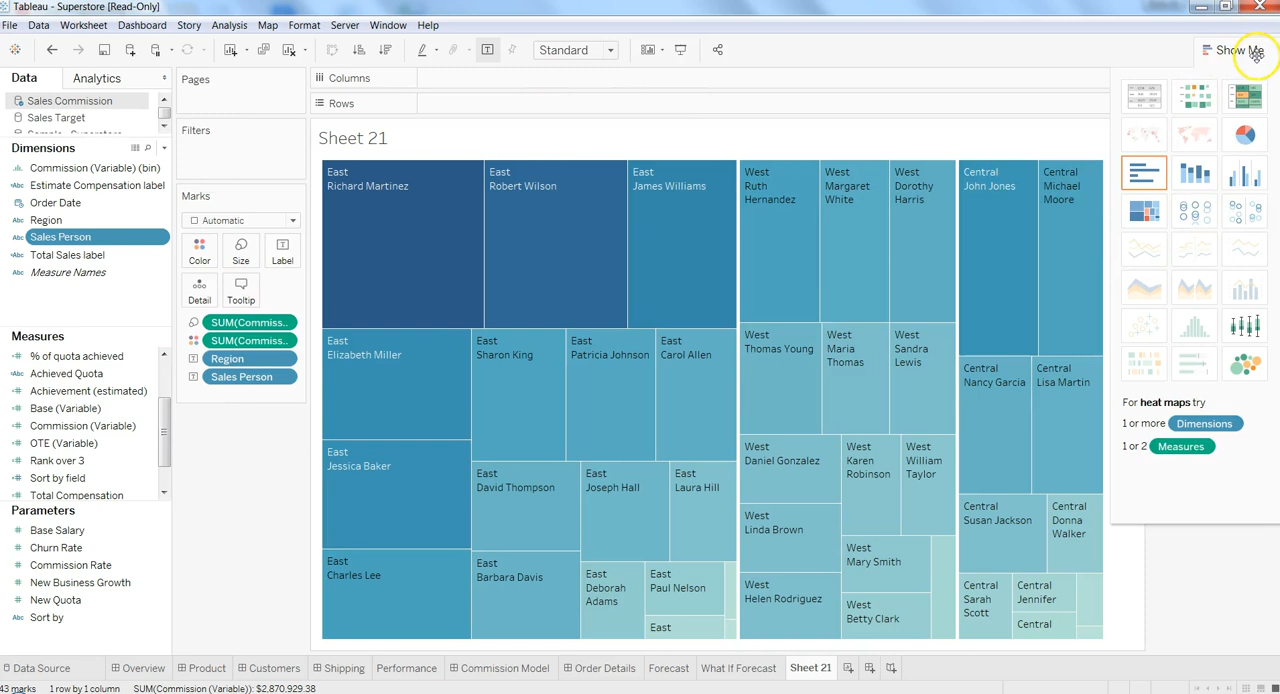 Tableau - Superstore [Read-Only]
File Data Worksheet Dashboard Story Analysis Map Format Server Window Help
Standard
Show Me
Data Analytics
Sales Commission
Sales Target
Sample - Superstore
Dimensions
Commission (Variable) (bin)
Estimate Compensation label
Order Date
Region
Sales Person
Total Sales label
Measure Names
Measures
% of quota achieved
Achieved Quota
Achievement (estimated)
Base (Variable)
Commission (Variable)
OTE (Variable)
Rank over 3
Sort by field
Total Compensation
Parameters
Base Salary
Churn Rate
Commission Rate
New Business Growth
New Quota
Sort by
Pages
Filters
Marks
Automatic
Color Size Label
Detail Tooltip
SUM(Commiss..
SUM(Commiss..
Region
Sales Person
Columns
Rows
Sheet 21
East
Richard Martinez
East
Robert Wilson
East
James Williams
East
Elizabeth Miller
East
Sharon King
East
Patricia Johnson
East
Carol Allen
East
Jessica Baker
East
David Thompson
East
Joseph Hall
East
Laura Hill
East
Charles Lee
East
Barbara Davis
East
Deborah
Adams
East
Paul Nelson
East
West
Ruth
Hernandez
West
Margaret
White
West
Dorothy
Harris
West
Thomas Young
West
Maria
Thomas
West
Sandra
Lewis
West
Daniel Gonzalez
West
Karen
Robinson
West
William
Taylor
West
Linda Brown
West
Mary Smith
West
Helen Rodriguez
West
Betty Clark
Central
John Jones
Central
Michael
Moore
Central
Nancy Garcia
Central
Lisa Martin
Central
Susan Jackson
Central
Donna
Walker
Central
Sarah
Scott
Central
Jennifer
Central
For heat maps try
1 or more Dimensions
1 or 2 Measures
Data Source Overview Product Customers Shipping Performance Commission Model Order Details Forecast What If Forecast Sheet 21
43 marks 1 row by 1 column SUM(Commission (Variable)): $2,870,929.38